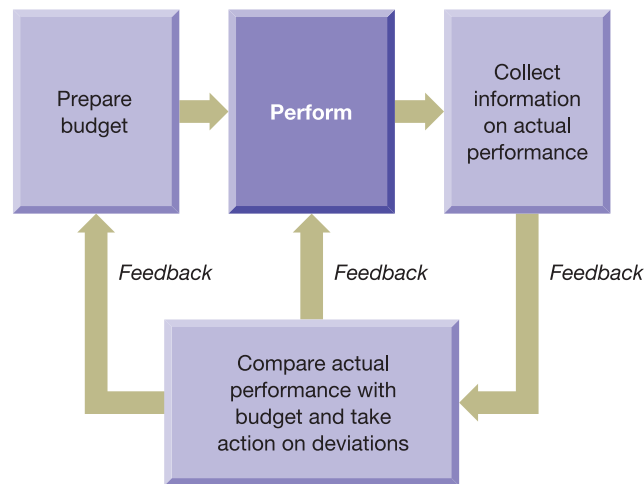 Prepare
budget
Perform
Collect
information
on actual
performance
Feedback
Feedback
Feedback
Compare actual
performance with
budget and take
action on deviations